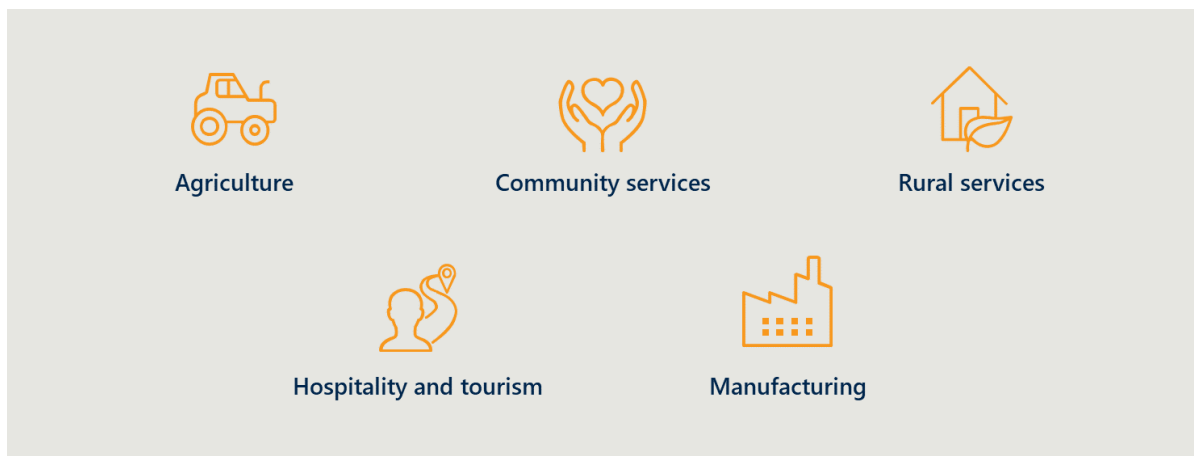 Agriculture
Community services
Rural services
Hospitality and tourism
Manufacturing